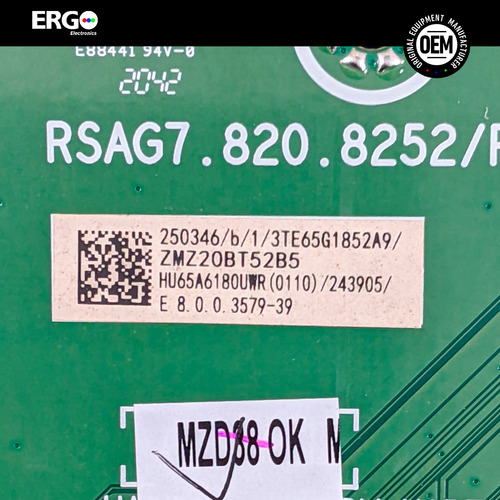 ERGO
Electronics
ORIGINAL EQUIPMENT MANUFACTURER
OEM
E88441 94V-0
2042
RSAG7.820.8252/
250346/b/1/3TE65G1852A9/
ZMZ20BT52B5
HU65A6180UWR(0110)/243905/
E 8.0.0.3579-39
MZD38 OK M